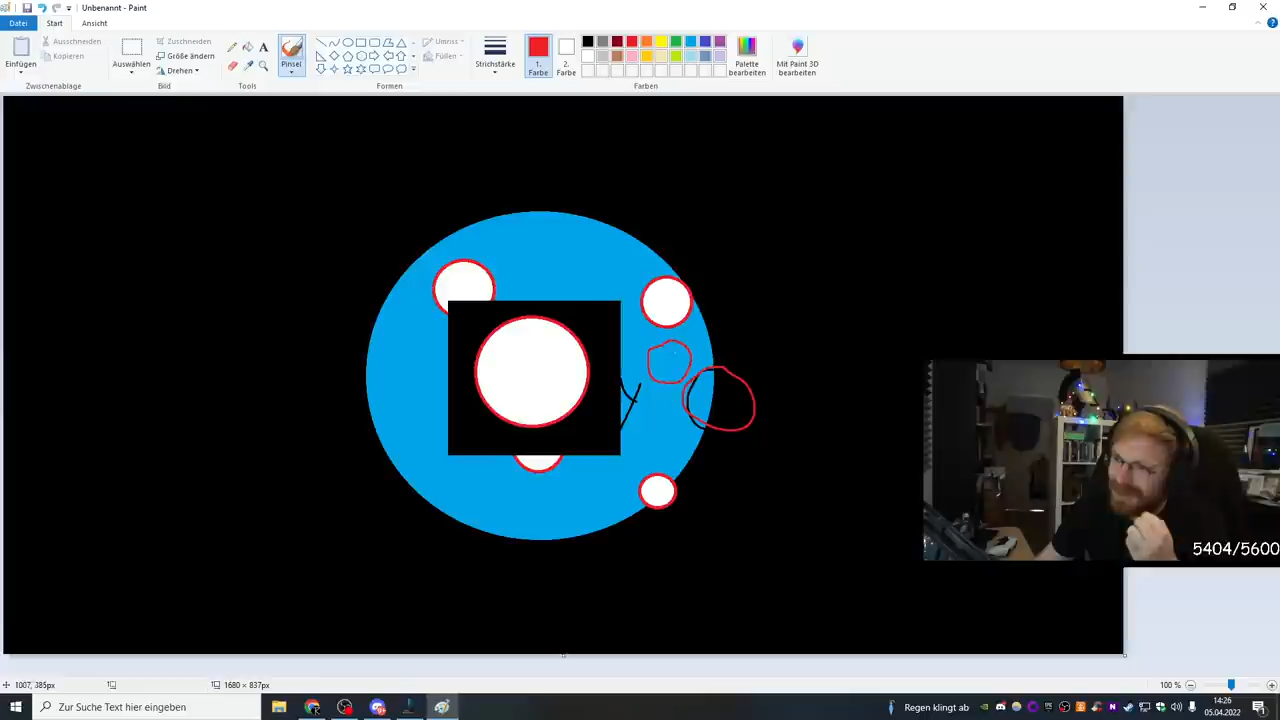 Unbenannt - Paint
Datei
Start
Ansicht
Einfügen
Ausschneiden
Kopieren
Zwischenablage
Auswählen
Zuschneiden
Größe ändern
Drehen
Bild
A
Pinsel
Tools
Umriss
Füllen
Formen
Strichstärke
1.
Farbe
2.
Farbe
Palette
bearbeiten
Mit Paint 3D
bearbeiten
Farben
5404/5600
1007, 385px
1680 × 837px
100 %
Zur Suche Text hier eingeben
Regen klingt ab
14:26
05.04.2022